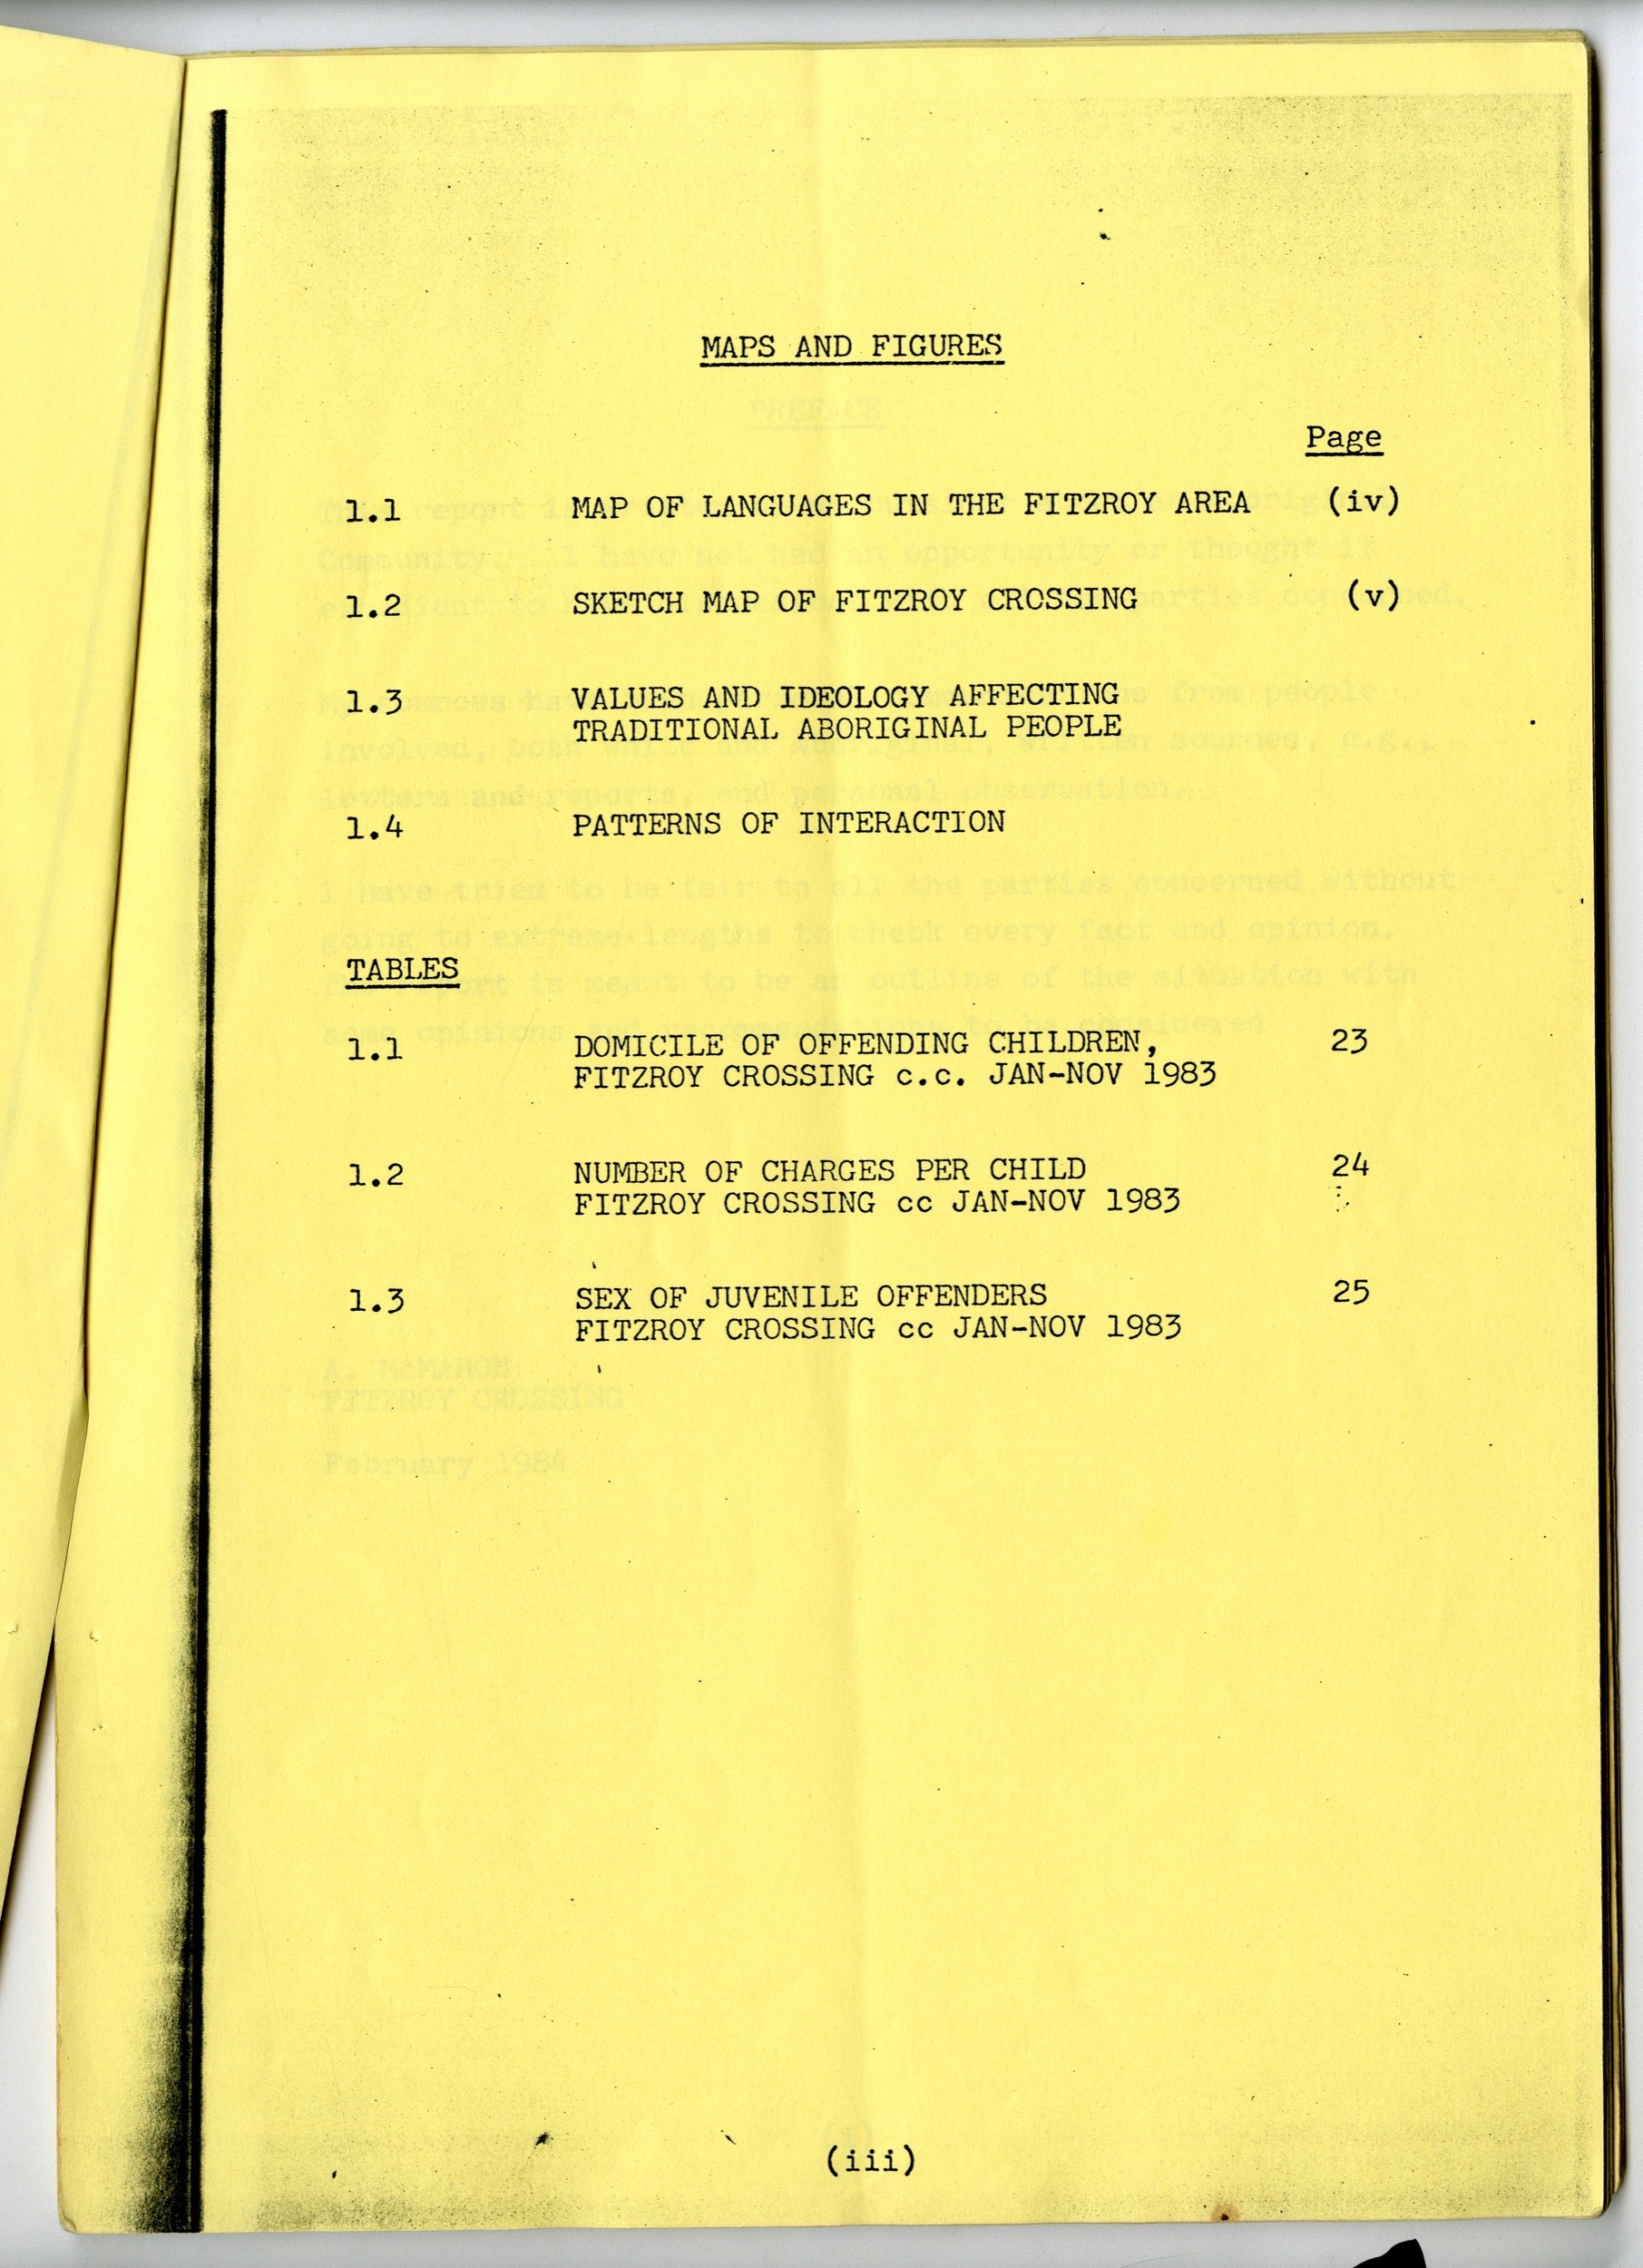 MAPS AND FIGURES
Page
1.1 MAP OF LANGUAGES IN THE FITZROY AREA (iv)
1.2 SKETCH MAP OF FITZROY CROSSING (v)
1.3 VALUES AND IDEOLOGY AFFECTING
TRADITIONAL ABORIGINAL PEOPLE
1.4 PATTERNS OF INTERACTION
TABLES
1.1 DOMICILE OF OFFENDING CHILDREN, 23
FITZROY CROSSING c.c. JAN-NOV 1983
1.2 NUMBER OF CHARGES PER CHILD 24
FITZROY CROSSING cc JAN-NOV 1983
1.3 SEX OF JUVENILE OFFENDERS 25
FITZROY CROSSING cc JAN-NOV 1983
(iii)